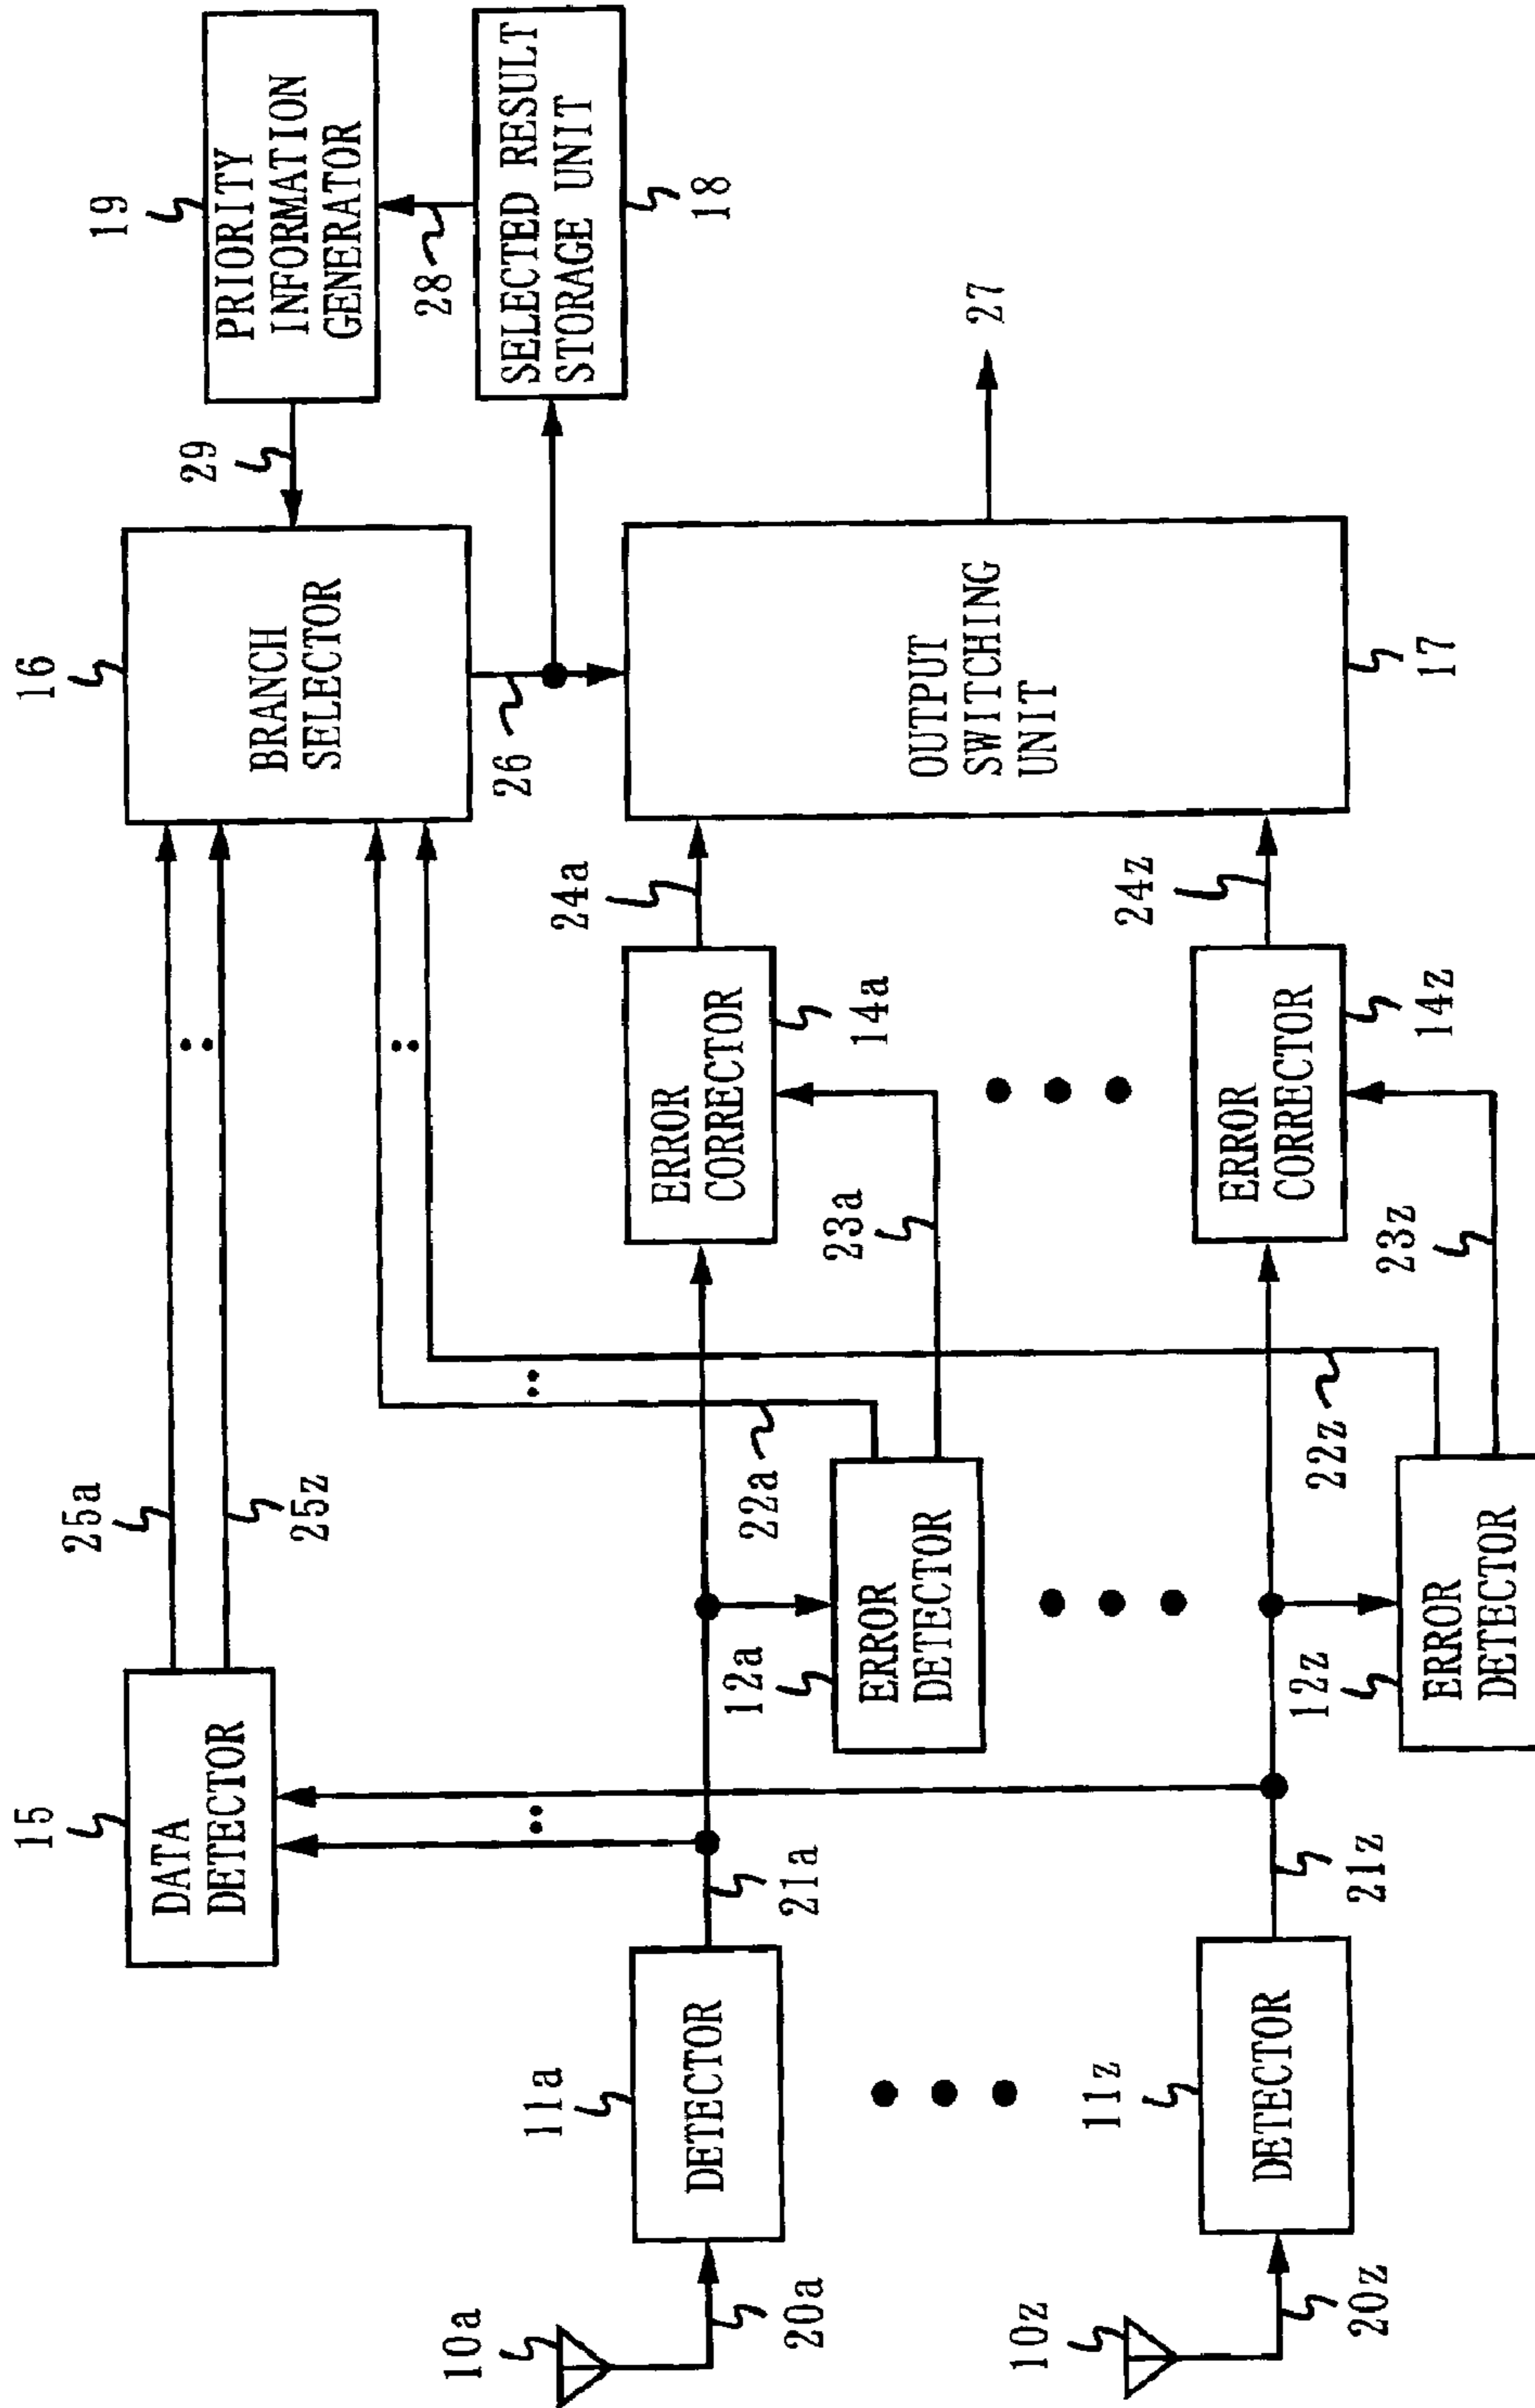 15
DATA
DETECTOR
25a
25z
16
BRANCH
SELECTOR
29
19
PRIORITY
INFORMATION
GENERATOR
28
SELECTED RESULT
STORAGE UNIT
18
26
10a
20a
11a
DETECTOR
21a
12a
ERROR
DETECTOR
22a
23a
ERROR
CORRECTOR
14a
24a
OUTPUT
SWITCHING
UNIT
17
27
10z
20z
11z
DETECTOR
21z
12z
ERROR
DETECTOR
22z
23z
ERROR
CORRECTOR
14z
24z